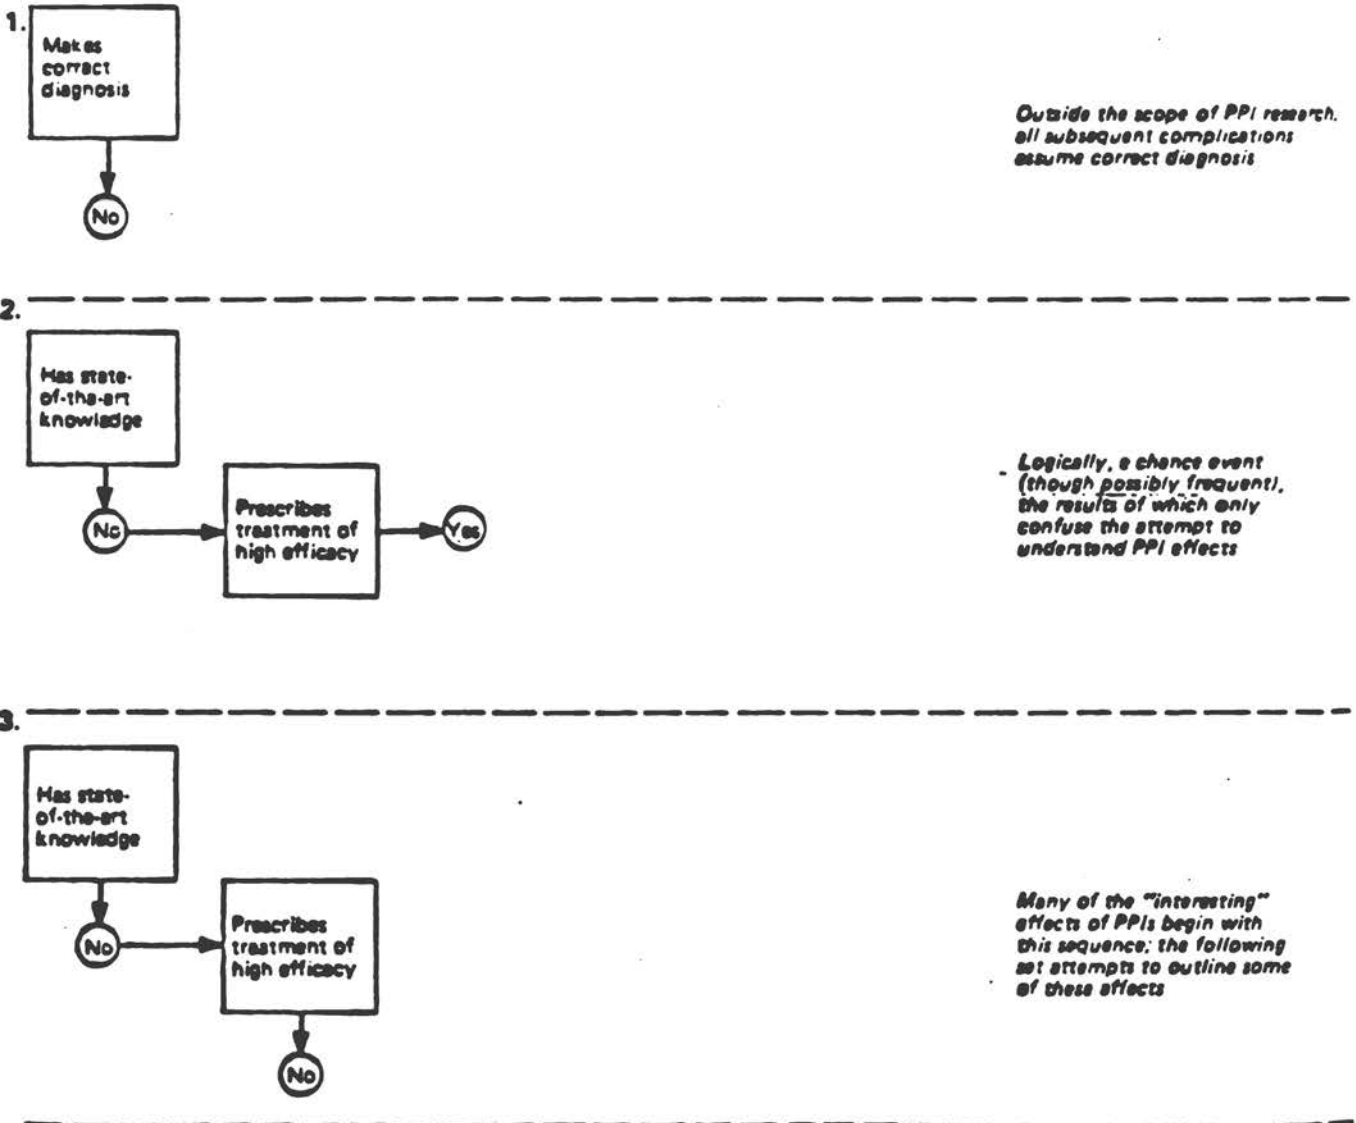 1.
Makes
correct
diagnosis
No
Outside the scope of PPI research,
all subsequent complications
assume correct diagnosis
2.
Has state-
of-the-art
knowledge
No
Prescribes
treatment of
high efficacy
Yes
Logically, a chance event
(though possibly frequent),
the results of which only
confuse the attempt to
understand PPI effects
3.
Has state-
of-the-art
knowledge
No
Prescribes
treatment of
high efficacy
No
Many of the "interesting"
effects of PPIs begin with
this sequence; the following
set attempts to outline some
of these effects